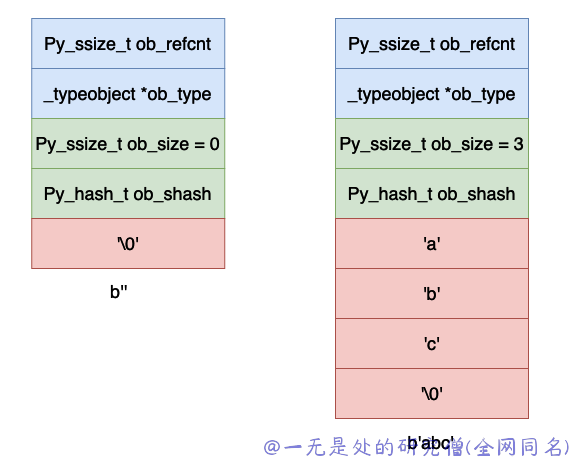 Py_ssize_t ob_refcnt
_typeobject *ob_type
Py_ssize_t ob_size = 0
Py_hash_t ob_shash
'\0'
b''
Py_ssize_t ob_refcnt
_typeobject *ob_type
Py_ssize_t ob_size = 3
Py_hash_t ob_shash
'a'
'b'
'c'
'\0'
b'abc'
@一无是处的研究僧(全网同名)